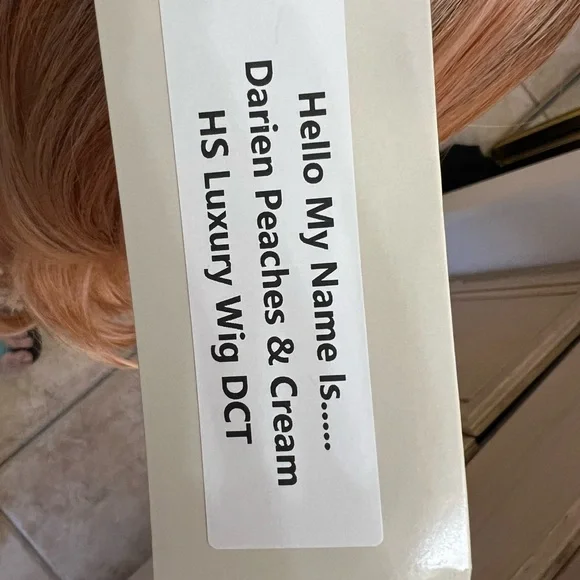 Hello My Name Is.....
Darien Peaches & Cream
HS Luxury Wig DCT